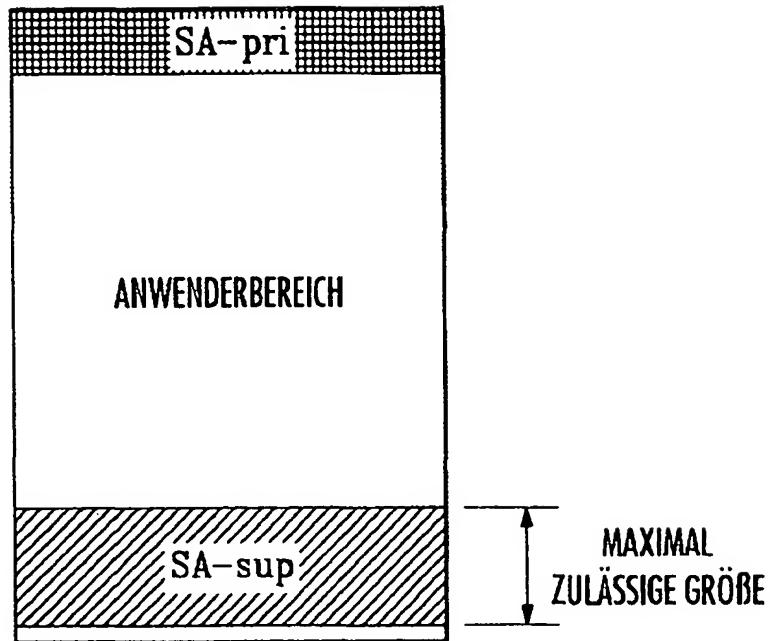 SA-pri
ANWENDERBEREICH
SA-sup
MAXIMAL
ZULÄSSIGE GRÖßE